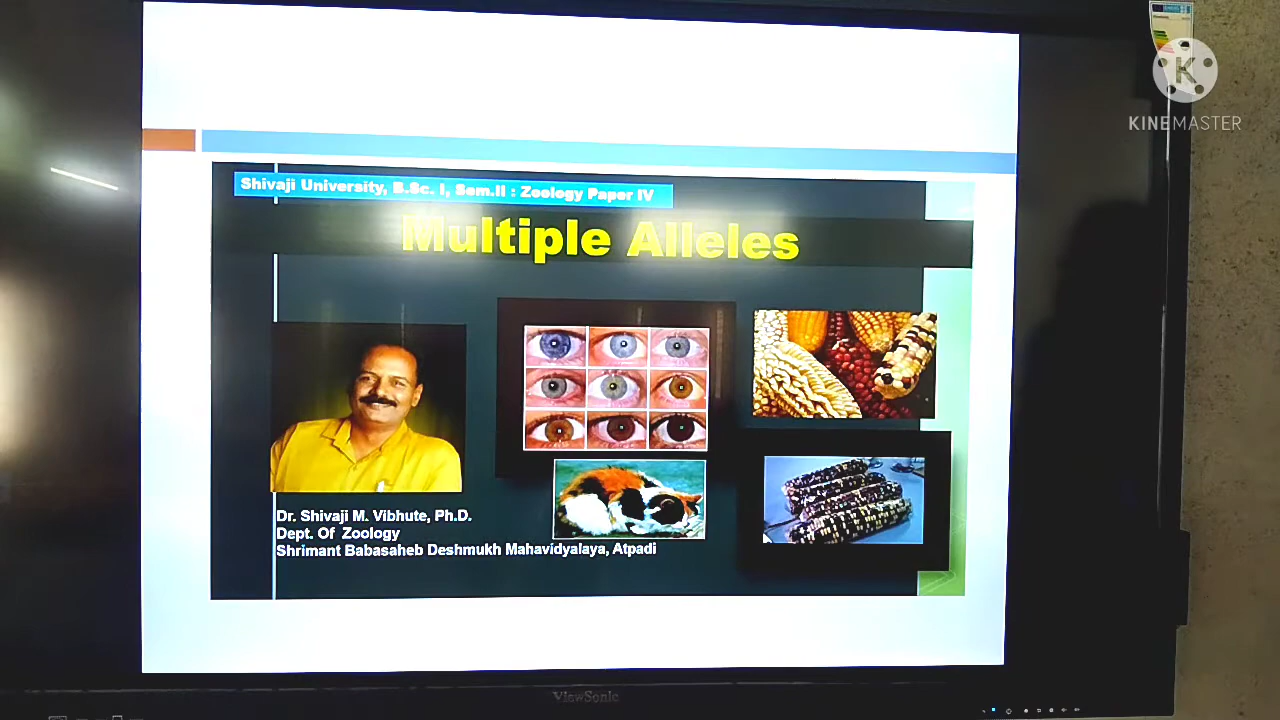 KINEMASTER
Shivaji University, B.Sc. I, Sem.II : Zoology Paper IV
Multiple Alleles
Dr. Shivaji M. Vibhute, Ph.D.
Dept. Of Zoology
Shrimant Babasaheb Deshmukh Mahavidyalaya, Atpadi
ViewSonic